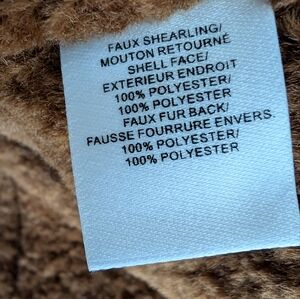 FAUX SHEARLING/
MOUTON RETOURNÉ
SHELL FACE/
EXTERIEUR ENDROIT
100% POLYESTER/
100% POLYESTER
FAUX FUR BACK/
FAUSSE FOURRURE ENVERS
100% POLYESTER/
100% POLYESTER